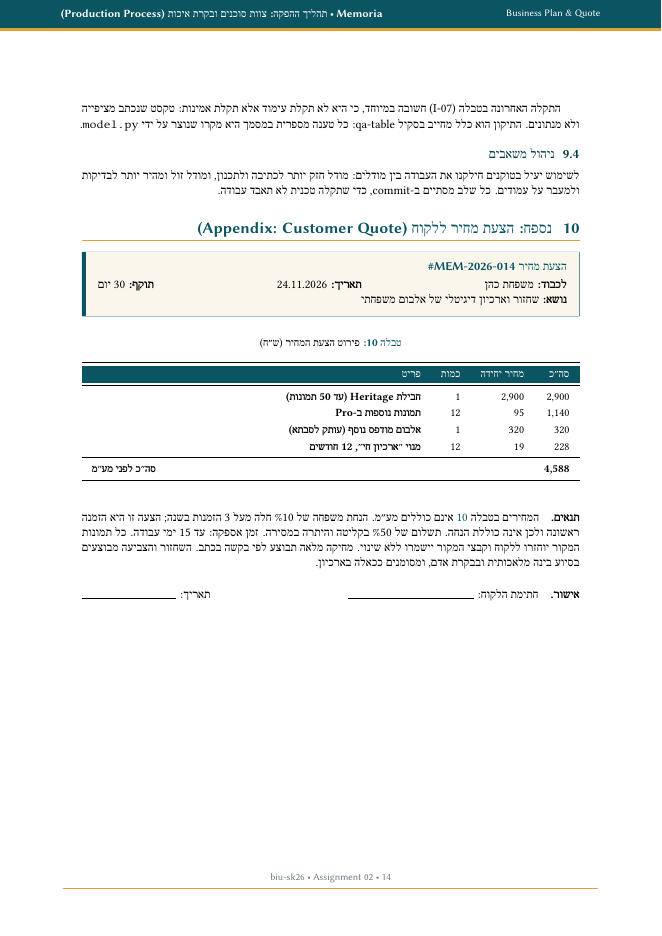 Memoria • תהליך ההפקה: צוות סוכנים ובקרת איכות (Production Process)
Business Plan & Quote
התקלה האחרונה בטבלה (I-07) חשובה במיוחד, כי היא לא תקלת עימוד אלא תקלת אמינות: טקסט שנכתב מציפייה
ולא מנתונים. התיקון הוא כלל מחייב בסקיל qa-table: כל טענה מספרית במסמך היא מקרו שנוצר על ידי model.py.
9.4 ניהול משאבים
לשימוש יעיל בטוקנים חילקנו את העבודה בין מודלים: מודל חזק יותר לכתיבה ולתכנון, ומודל זול ומהיר יותר לבדיקות
ולמעבר על עמודים. כל שלב מסתיים ב-commit, כדי שתקלה טכנית לא תאבד עבודה.
10 נספח: הצעת מחיר ללקוח (Appendix: Customer Quote)
הצעת מחיר #MEM-2026-014
לכבוד: משפחת כהן תאריך: 24.11.2026 תוקף: 30 יום
נושא: שחזור וארכיון דיגיטלי של אלבום משפחתי
טבלה 10: פירוט הצעת המחיר (ש״ח)
סה״כ מחיר יחידה כמות פריט
2,900 2,900 1 חבילת Heritage (עד 50 תמונות)
1,140 95 12 תמונות נוספות ב-Pro
320 320 1 אלבום מודפס נוסף (עותק לסבתא)
228 19 12 מנוי ״ארכיון חי״, 12 חודשים
4,588 סה״כ לפני מע״מ
תנאים. המחירים בטבלה 10 אינם כוללים מע״מ. הנחת משפחה של 10% חלה מעל 3 הזמנות בשנה; הצעה זו היא הזמנה
ראשונה ולכן אינה כוללת הנחה. תשלום של 50% בקליטה והיתרה במסירה. זמן אספקה: עד 15 ימי עבודה. כל תמונות
המקור יוחזרו ללקוח וקבצי המקור יישמרו ללא שינוי. מחיקה מלאה תבוצע לפי בקשה בכתב. השחזור והצביעה מבוצעים
בסיוע בינה מלאכותית ובבקרת אדם, ומסומנים ככאלה בארכיון.
אישור. חתימת הלקוח: תאריך:
biu-sk26 • Assignment 02 • 14